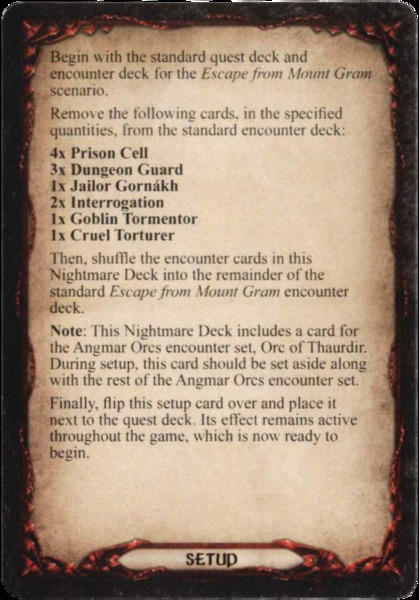 Begin with the standard quest deck and
encounter deck for the Escape from Mount Gram
scenario.
Remove the following cards, in the specified
quantities, from the standard encounter deck:
4x Prison Cell
3x Dungeon Guard
1x Jailor Gornákh
2x Interrogation
1x Goblin Tormentor
1x Cruel Torturer
Then, shuffle the encounter cards in this
Nightmare Deck into the remainder of the
standard Escape from Mount Gram encounter
deck.
Note: This Nightmare Deck includes a card for
the Angmar Orcs encounter set, Orc of Thaurdir.
During setup, this card should be set aside along
with the rest of the Angmar Orcs encounter set.
Finally, flip this setup card over and place it
next to the quest deck. Its effect remains active
throughout the game, which is now ready to
begin.
SETUP